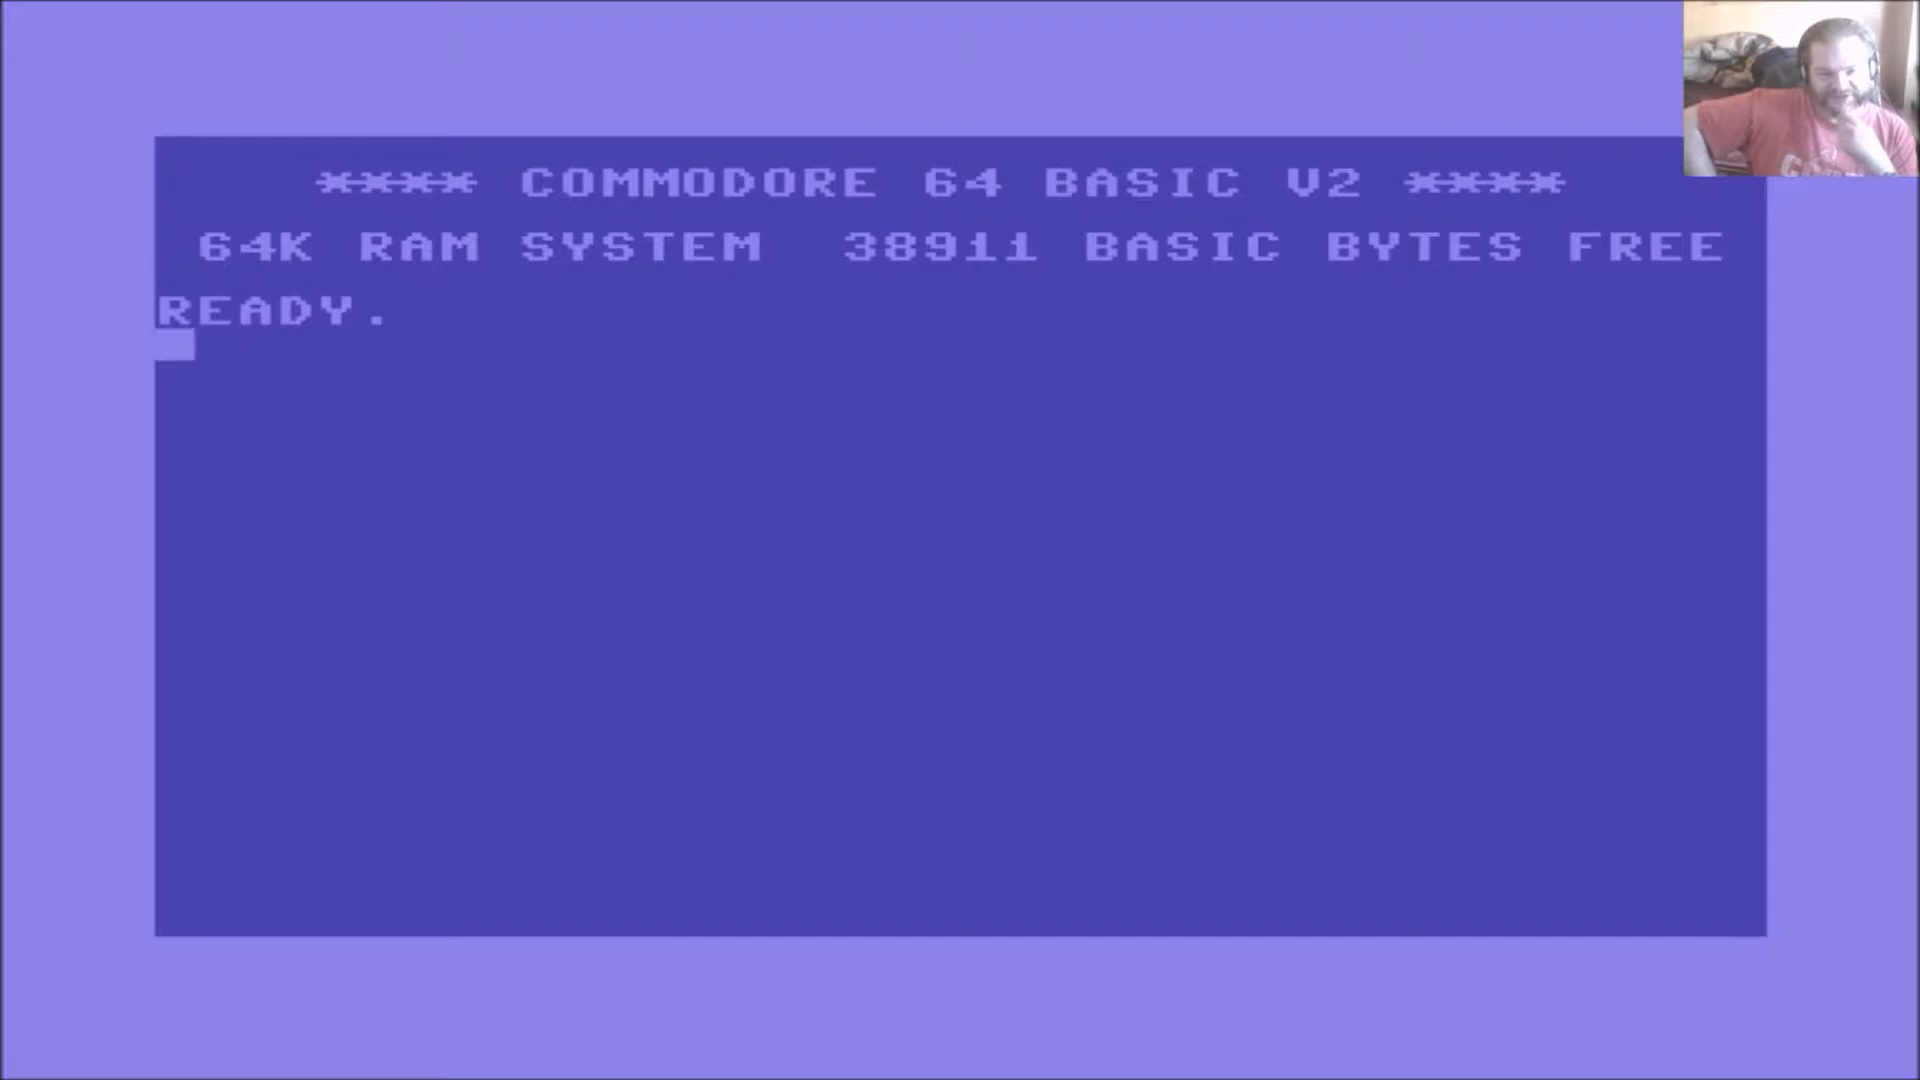 **** COMMODORE 64 BASIC V2 ****
64K RAM SYSTEM  38911 BASIC BYTES FREE
READY.